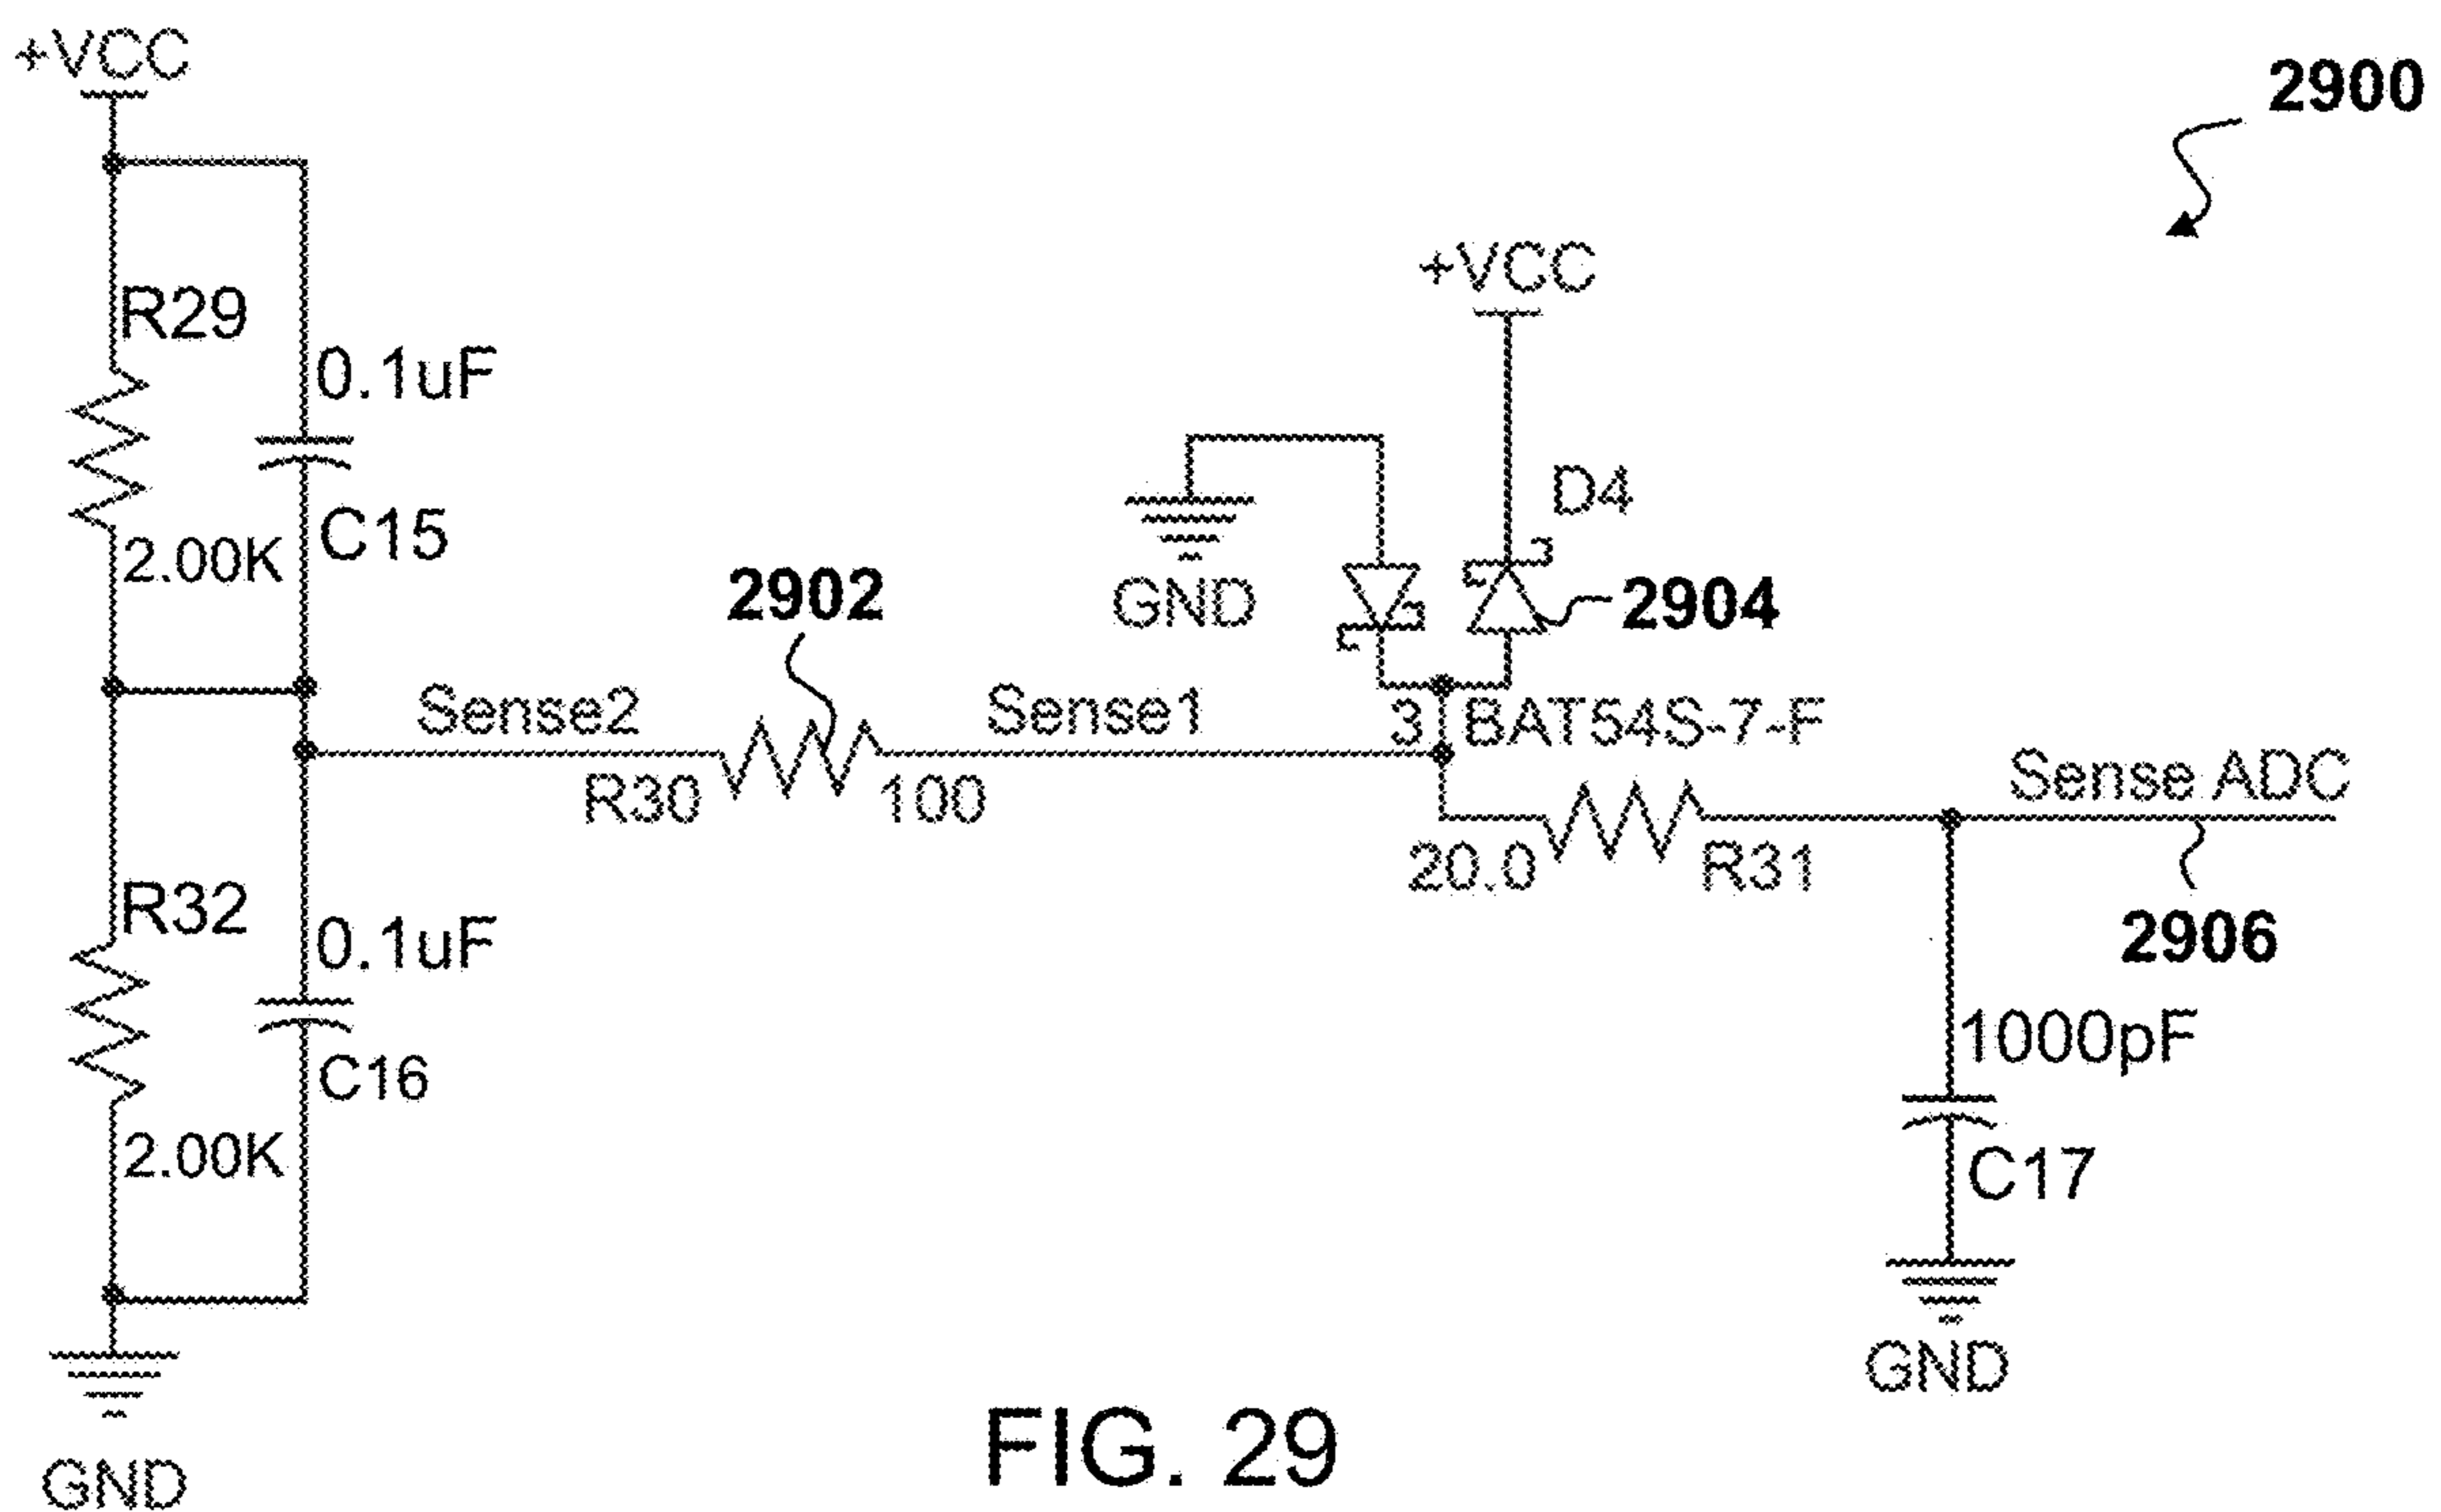 +VCC
2900
+VCC
R29
0.1uF
D4
C15
2.00K
2902
GND
2904
Sense2
Sense1
3
BAT54S-7-F
R30
100
Sense ADC
20.0
R31
R32
0.1uF
2906
1000pF
C16
2.00K
C17
GND
FIG. 29
GND